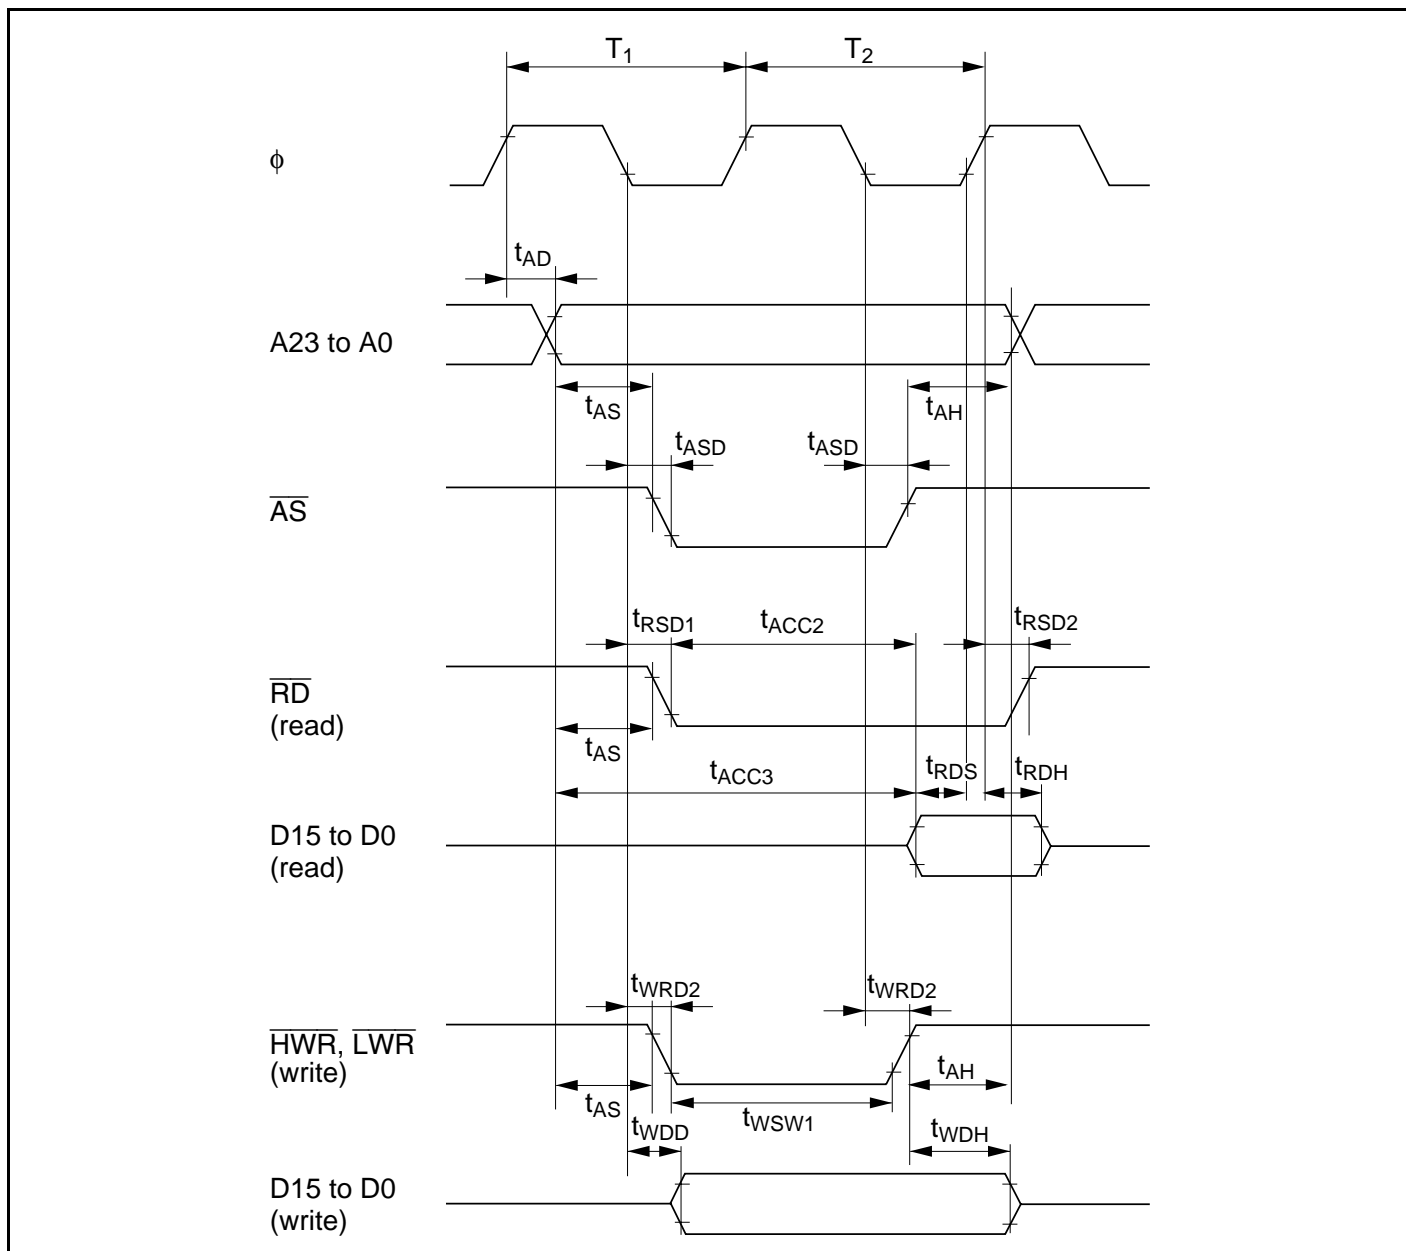 T1 T2
φ
tAD
A23 to A0
tAS tAH
tASD tASD
AS
tRSD1 tACC2 tRSD2
RD
(read)
tAS
tACC3 tRDS tRDH
D15 to D0
(read)
tWRD2 tWRD2
HWR, LWR
(write)
tAH
tAS
tWSW1
tWDD tWDH
D15 to D0
(write)